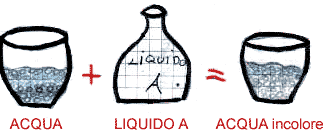 LIQUIDO
A.
+
=
ACQUA
LIQUIDO A
ACQUA incolore